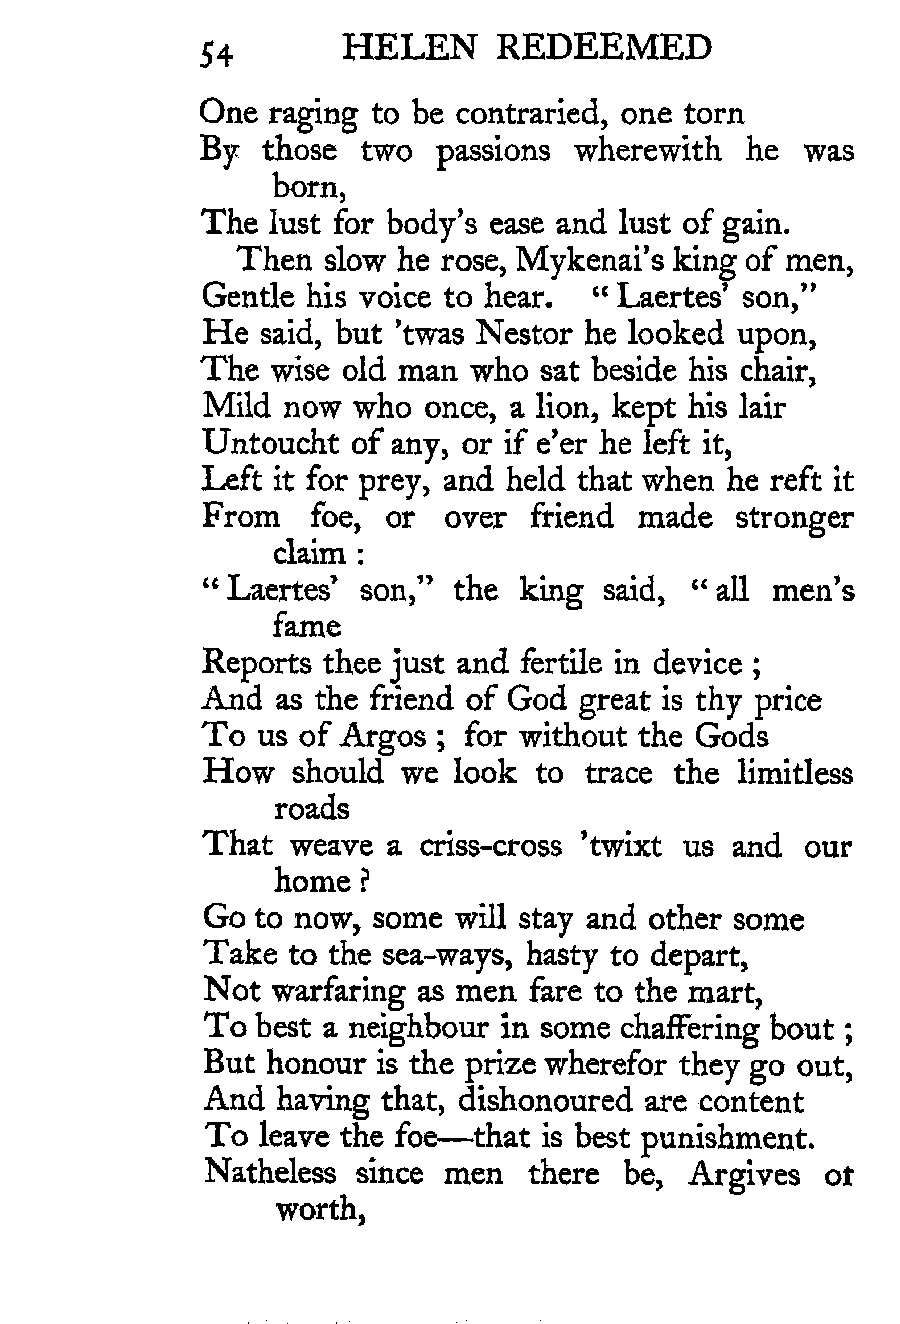 54 HELEN REDEEMED
One raging to be contraried, one torn
By those two passions wherewith he was
born,
The lust for body's ease and lust of gain.
Then slow he rose, Mykenai's king of men,
Gentle his voice to hear. “ Laertes' son,”
He said, but 'twas Nestor he looked upon,
The wise old man who sat beside his chair,
Mild now who once, a lion, kept his lair
Untoucht of any, or if e'er he left it,
Left it for prey, and held that when he reft it
From foe, or over friend made stronger
claim :
“ Laertes' son,” the king said, “ all men's
fame
Reports thee just and fertile in device ;
And as the friend of God great is thy price
To us of Argos ; for without the Gods
How should we look to trace the limitless
roads
That weave a criss-cross 'twixt us and our
home ?
Go to now, some will stay and other some
Take to the sea-ways, hasty to depart,
Not warfaring as men fare to the mart,
To best a neighbour in some chaffering bout ;
But honour is the prize wherefor they go out,
And having that, dishonoured are content
To leave the foe—that is best punishment.
Natheless since men there be, Argives of
worth,